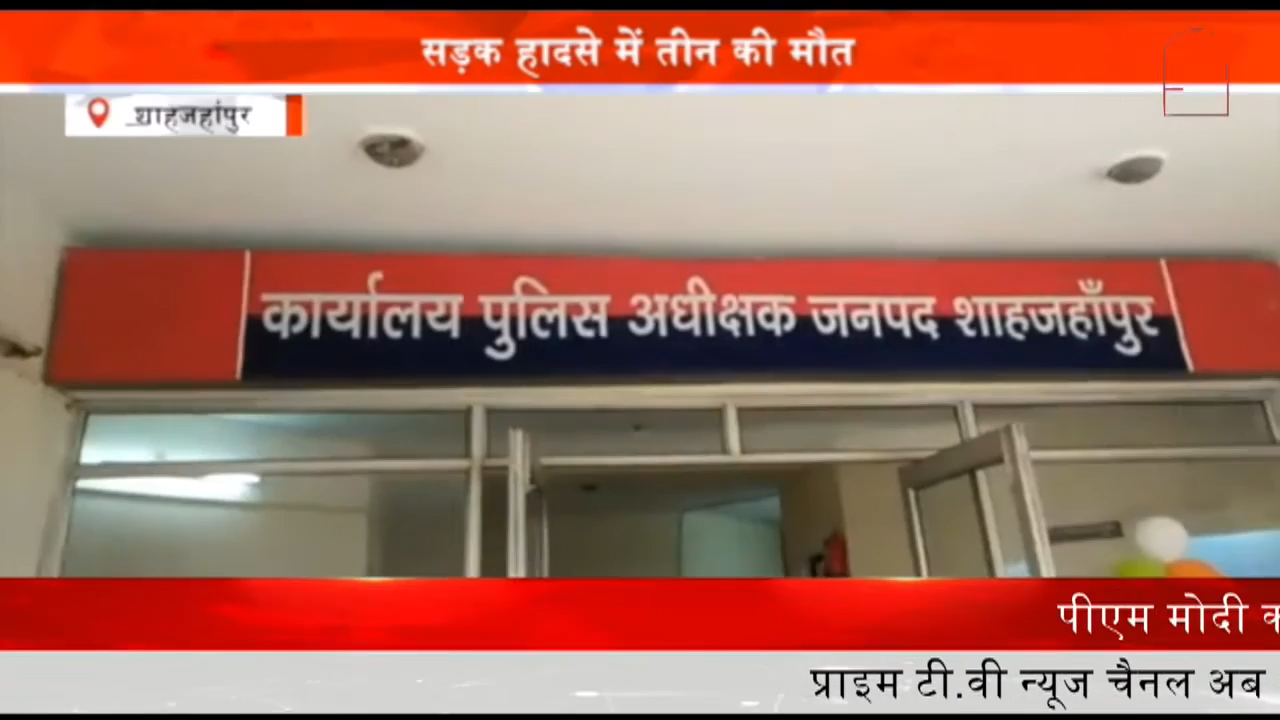 सड़क हादसे में तीन की मौत
शाहजहांपुर
कार्यालय पुलिस अधीक्षक जनपद शाहजहाँपुर
पीएम मोदी
प्राइम टी.वी न्यूज चैनल अब